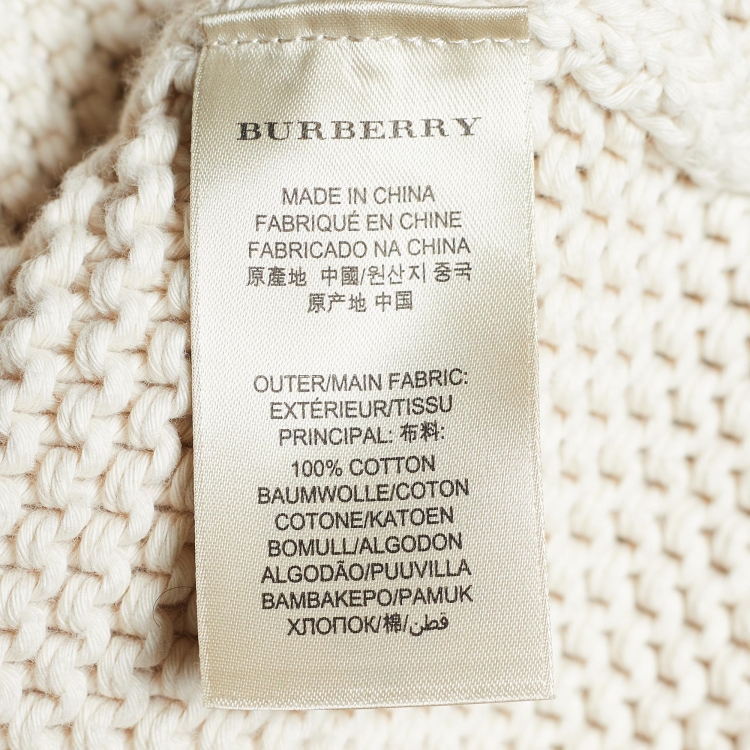 BURBERRY
MADE IN CHINA
FABRIQUÉ EN CHINE
FABRICADO NA CHINA
原產地 中國/원산지 중국
原产地 中国
OUTER/MAIN FABRIC:
EXTÉRIEUR/TISSU
PRINCIPAL: 布料:
100% COTTON
BAUMWOLLE/COTON
COTONE/KATOEN
BOMULL/ALGODON
ALGODÃO/PUUVILLA
BAMBAKEPO/PAMUK
ХЛОПОК/棉/قطن